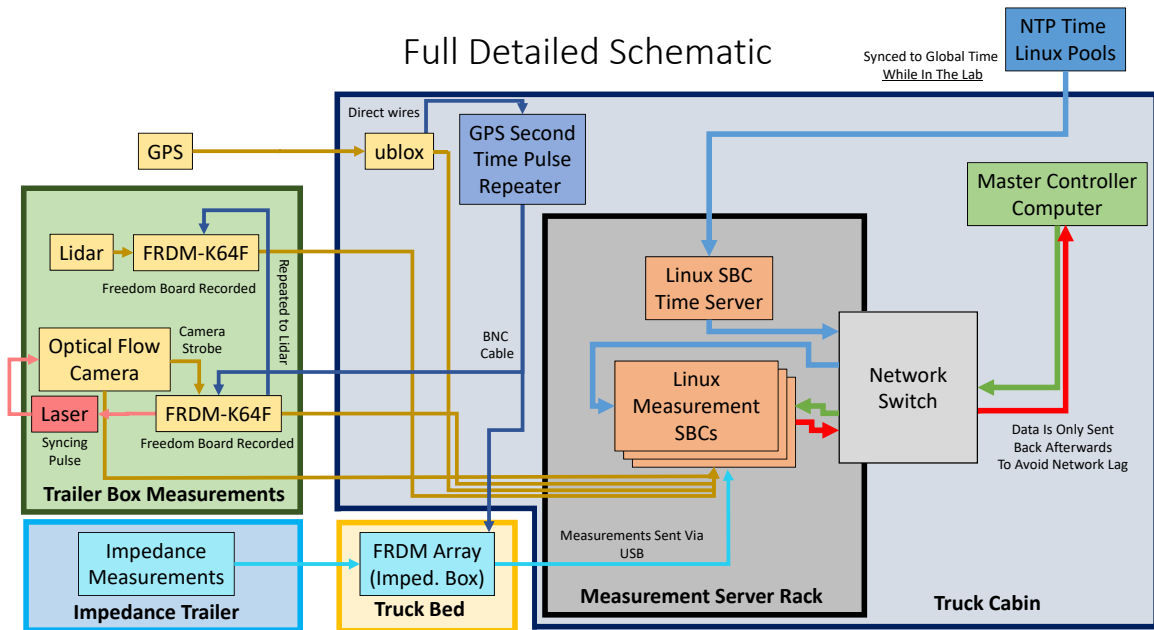 Full Detailed Schematic
Synced to Global Time
While In The Lab
NTP Time
Linux Pools
Direct wires
GPS
ublox
GPS Second
Time Pulse
Repeater
Master Controller
Computer
Lidar
FRDM-K64F
Freedom Board Recorded
Repeated to Lidar
Linux SBC
Time Server
Optical Flow
Camera
Camera
Strobe
BNC
Cable
Linux
Measurement
SBCs
Network
Switch
Laser
Syncing
Pulse
FRDM-K64F
Freedom Board Recorded
Data Is Only Sent
Back Afterwards
To Avoid Network Lag
Trailer Box Measurements
Impedance
Measurements
Impedance Trailer
FRDM Array
(Imped. Box)
Truck Bed
Measurements Sent Via
USB
Measurement Server Rack
Truck Cabin